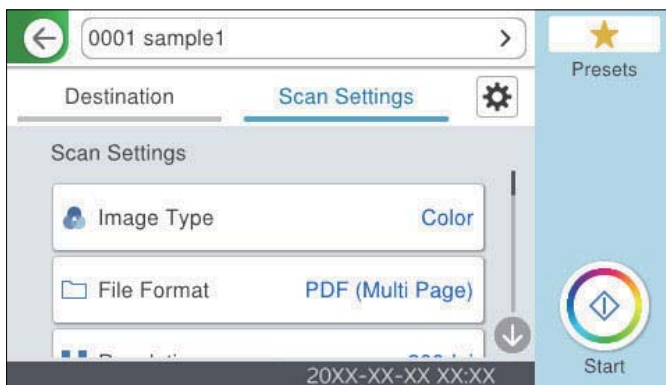 0001 sample1
Presets
Destination
Scan Settings
Scan Settings
Image Type
Color
File Format
PDF (Multi Page)
20XX-XX-XX XX:XX
Start